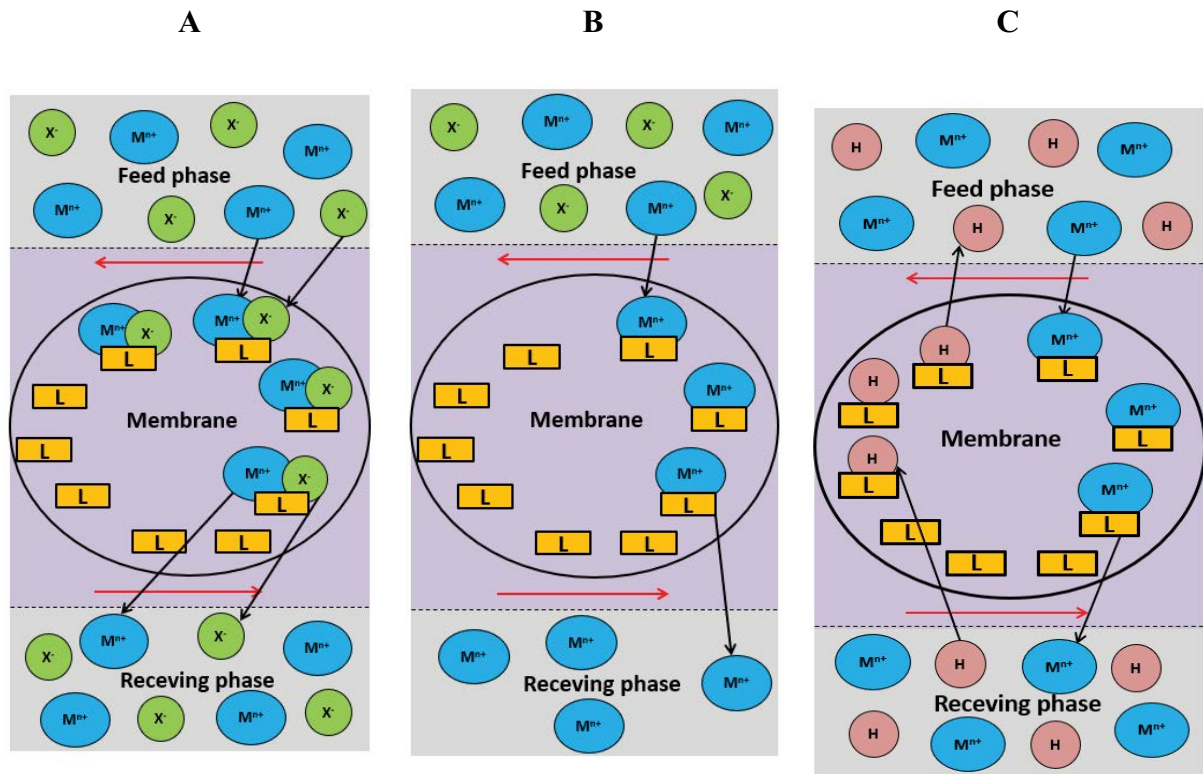 A
X⁻
Mⁿ⁺
X⁻
Mⁿ⁺
Feed phase
Mⁿ⁺
X⁻
Mⁿ⁺
X⁻
Mⁿ⁺
X⁻
L
Mⁿ⁺
X⁻
L
Mⁿ⁺
X⁻
L
L
Membrane
L
Mⁿ⁺
X⁻
L
L
L
L
Mⁿ⁺
X⁻
Mⁿ⁺
X⁻
Receving phase
Mⁿ⁺
X⁻
Mⁿ⁺
X⁻
B
X⁻
Mⁿ⁺
X⁻
Mⁿ⁺
Feed phase
Mⁿ⁺
X⁻
Mⁿ⁺
X⁻
Mⁿ⁺
L
L
Mⁿ⁺
L
L
Membrane
L
Mⁿ⁺
L
L
L
L
Mⁿ⁺
Mⁿ⁺
Mⁿ⁺
Receving phase
Mⁿ⁺
C
H
Mⁿ⁺
H
Mⁿ⁺
Feed phase
Mⁿ⁺
H
Mⁿ⁺
H
H
L
Mⁿ⁺
L
H
L
Mⁿ⁺
L
Membrane
H
L
Mⁿ⁺
L
L
L
L
Mⁿ⁺
H
Mⁿ⁺
H
Receving phase
H
Mⁿ⁺
H
Mⁿ⁺